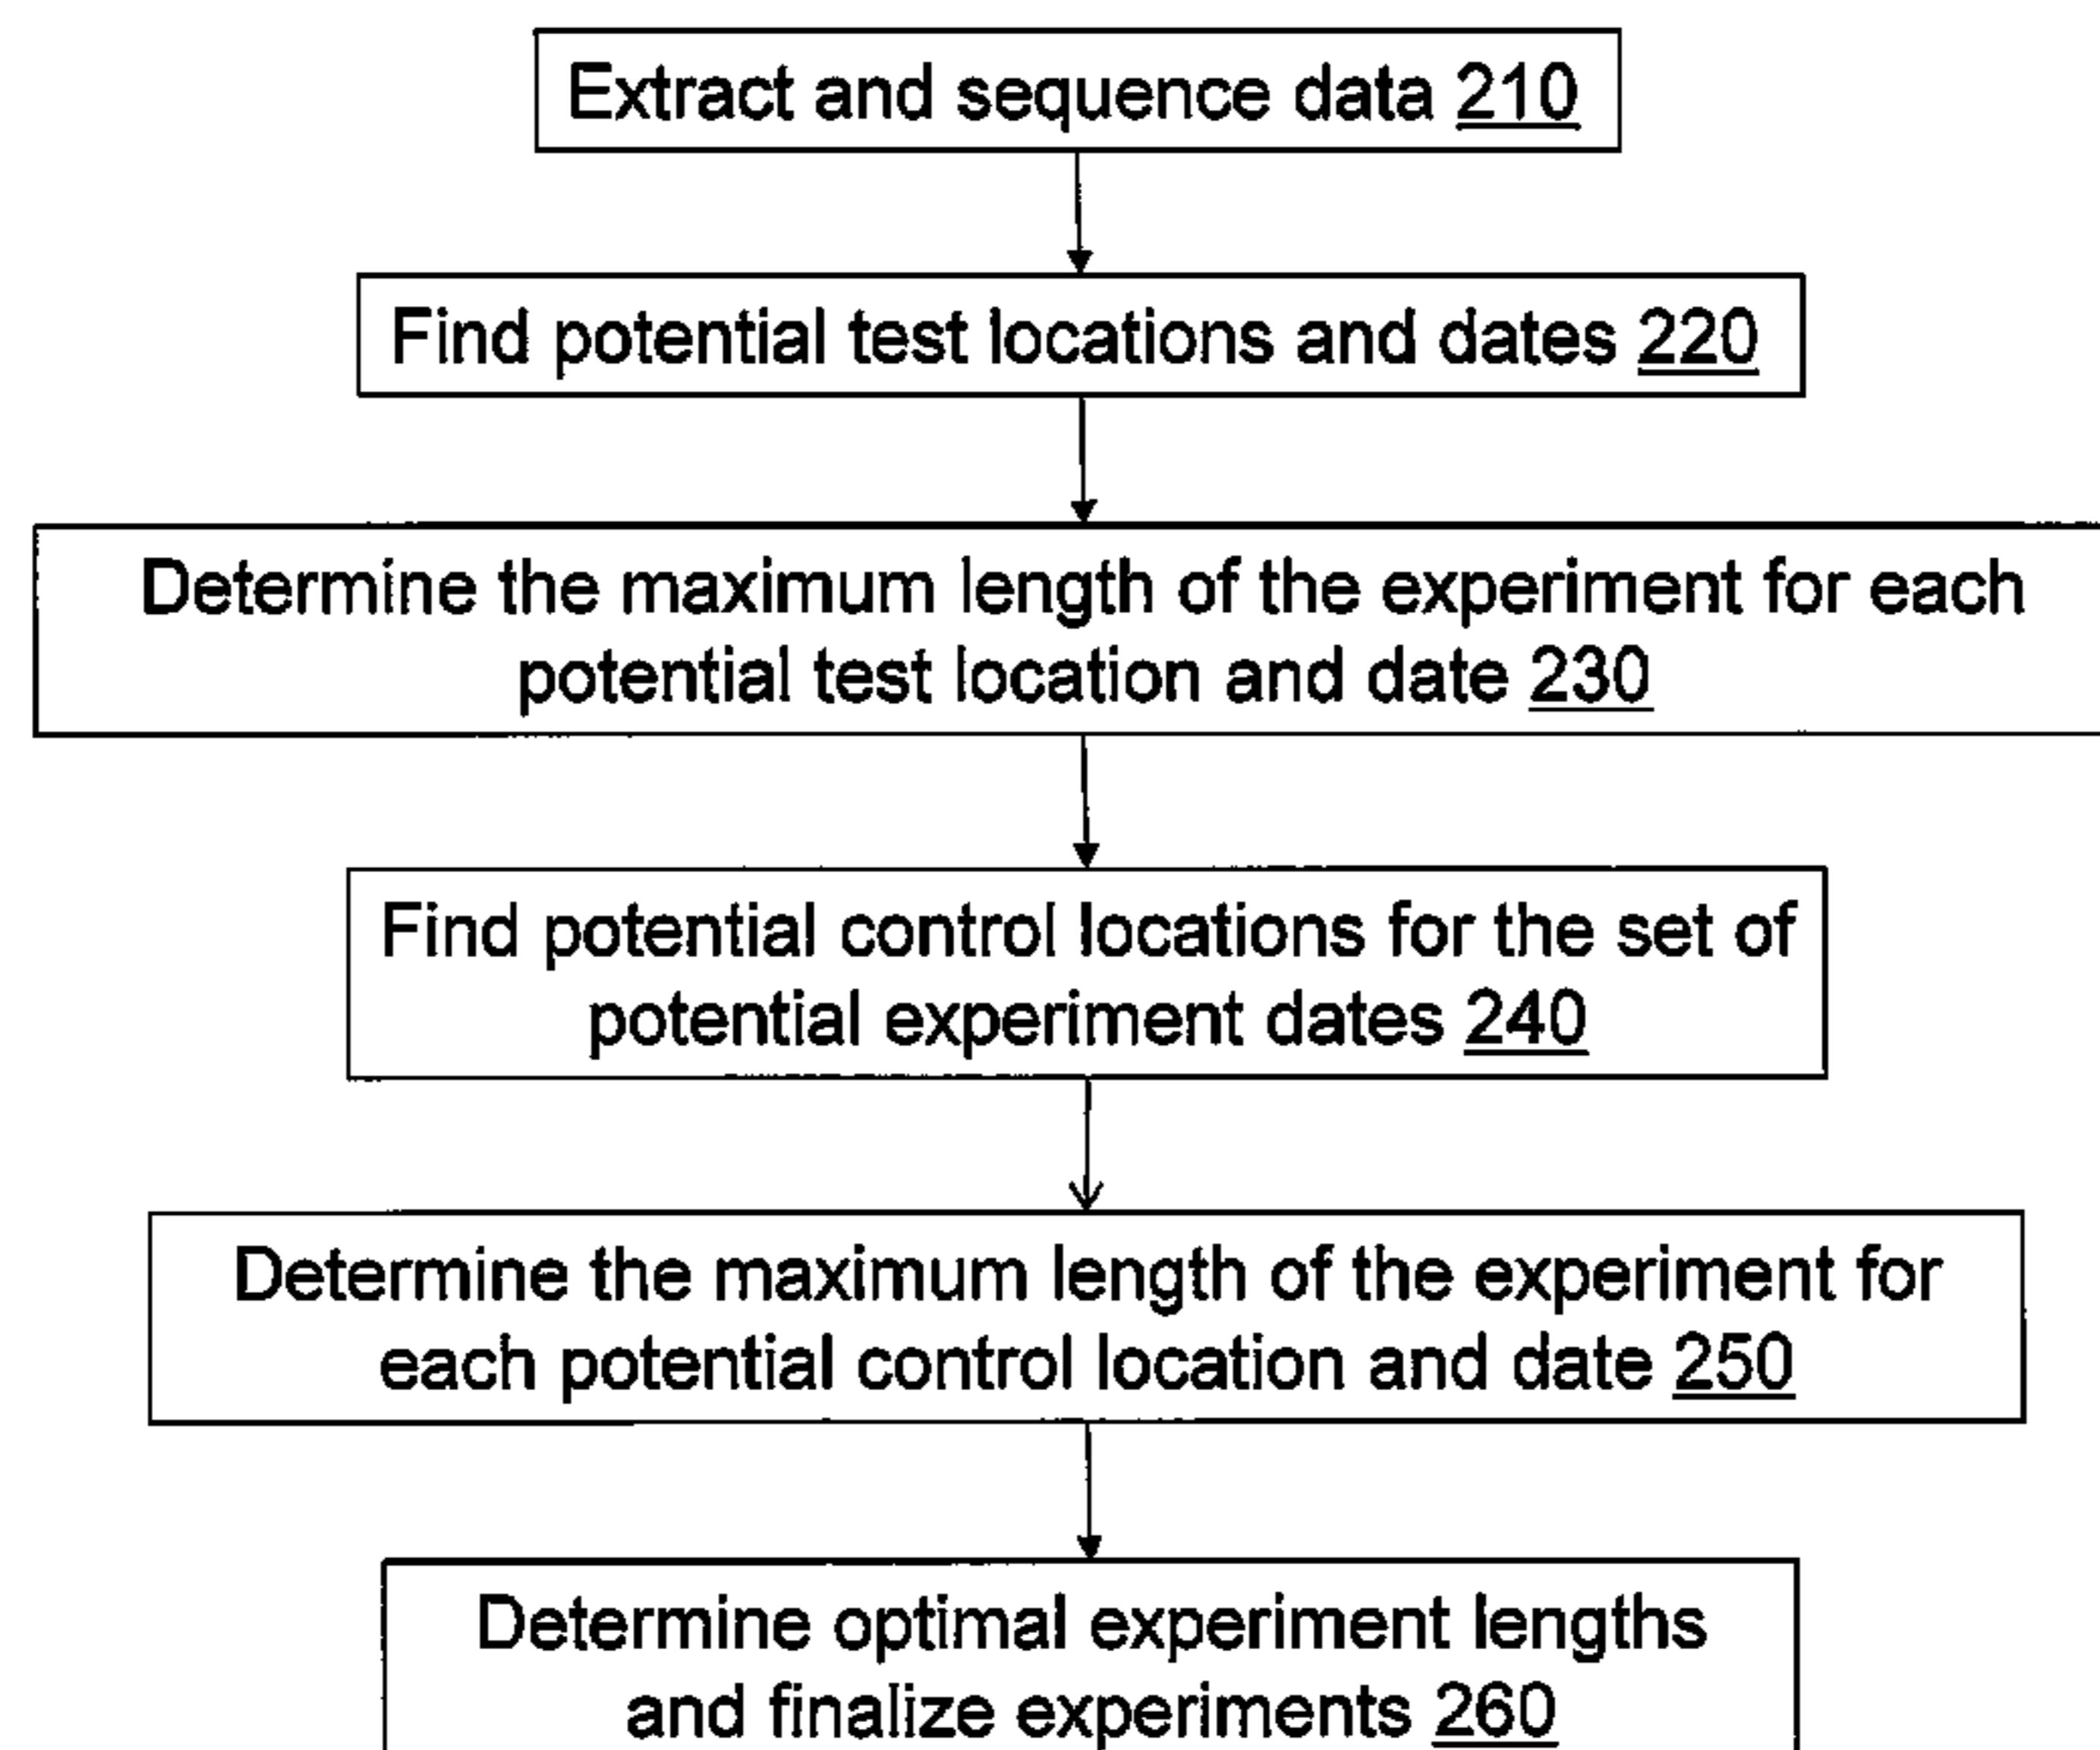 Extract and sequence data 210
Find potential test locations and dates 220
Determine the maximum length of the experiment for each
potential test location and date 230
Find potential control locations for the set of
potential experiment dates 240
Determine the maximum length of the experiment for
each potential control location and date 250
Determine optimal experiment lengths
and finalize experiments 260